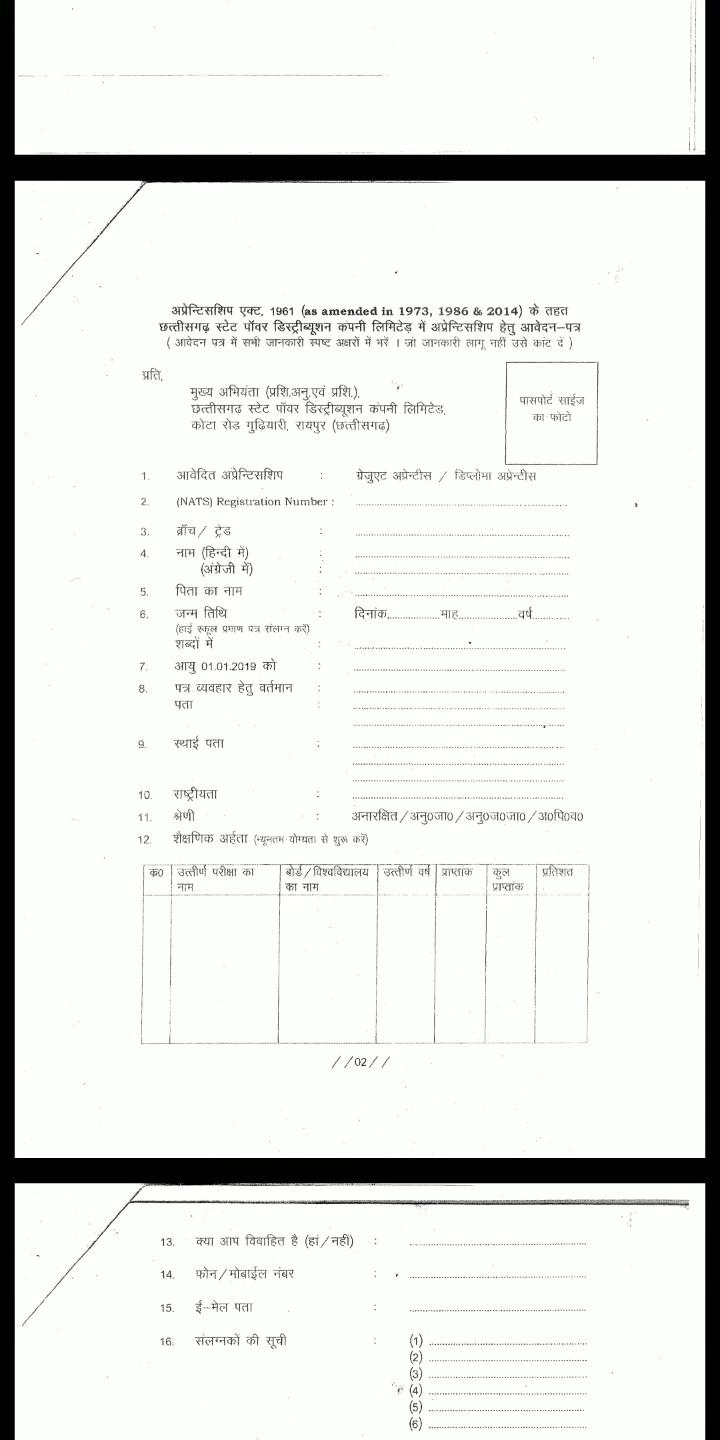 अप्रेन्टिसशिप एक्ट, 1961 (as amended in 1973, 1986 & 2014) के तहत
छत्तीसगढ़ स्टेट पॉवर डिस्ट्रीब्यूशन कंपनी लिमिटेड़ में अप्रेन्टिसशिप हेतु आवेदन–पत्र
( आवेदन पत्र में सभी जानकारी स्पष्ट अक्षरों में भरें । जो जानकारी लागू नहीं उसे कांट दें )
प्रति,
मुख्य अभियंता (प्रशि.अनु.एवं प्रशि.),
छत्तीसगढ़ स्टेट पॉवर डिस्ट्रीब्यूशन कंपनी लिमिटेड,
कोटा रोड गुढ़ियारी, रायपुर (छत्तीसगढ़)
पासपोर्ट साईज
का फोटो
1. आवेदित अप्रेन्टिसशिप : ग्रेजुएट अप्रेन्टीस / डिप्लोमा अप्रेन्टीस
2. (NATS) Registration Number : ....................
3. ब्रॉच / ट्रेड : ....................
4. नाम (हिन्दी में) : ....................
(अंग्रेजी में) : ....................
5. पिता का नाम : ....................
6. जन्म तिथि : दिनांक..............माह..............वर्ष..........
(हाई स्कूल प्रमाण पत्र संलग्न करें)
शब्दों में : ....................
7. आयु 01.01.2019 को : ....................
8. पत्र व्यवहार हेतु वर्तमान : ....................
पता : ....................
....................
9. स्थाई पता : ....................
....................
....................
10. राष्ट्रीयता : ....................
11. श्रेणी : अनारक्षित / अनु0जा0 / अनु0ज0जा0 / अ0पि0व0
12. शैक्षणिक अर्हता (न्यूनतम योग्यता से शुरू करें)
क0 उत्तीर्ण परीक्षा का नाम बोर्ड / विश्वविद्यालय का नाम उत्तीर्ण वर्ष प्राप्तांक कुल प्राप्तांक प्रतिशत
/ /02/ /
13. क्या आप विवाहित है (हां / नहीं) : ....................
14. फोन / मोबाईल नंबर : ....................
15. ई–मेल पता : ....................
16. संलग्नकों की सूची : (1) ....................
(2) ....................
(3) ....................
(4) ....................
(5) ....................
(6) ....................